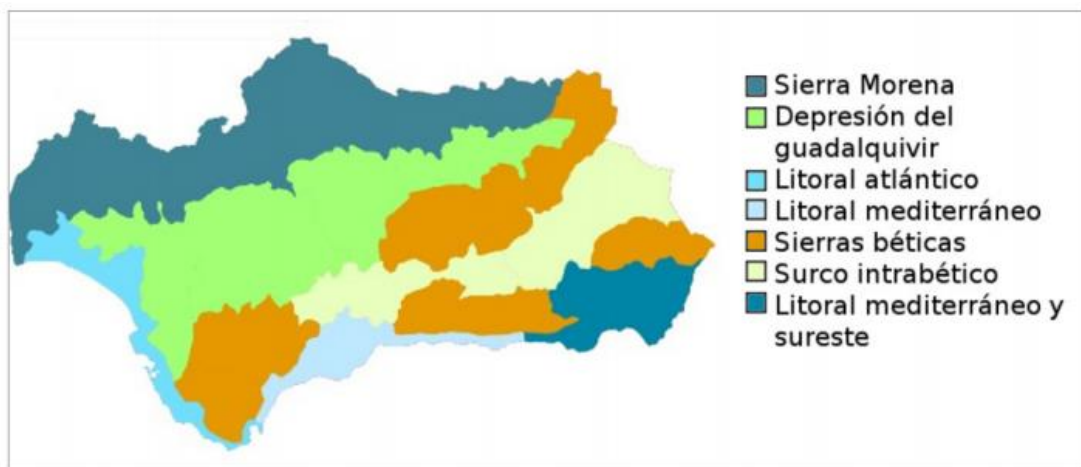 Sierra Morena
Depresión del
guadalquivir
Litoral atlántico
Litoral mediterráneo
Sierras béticas
Surco intrabético
Litoral mediterráneo y
sureste